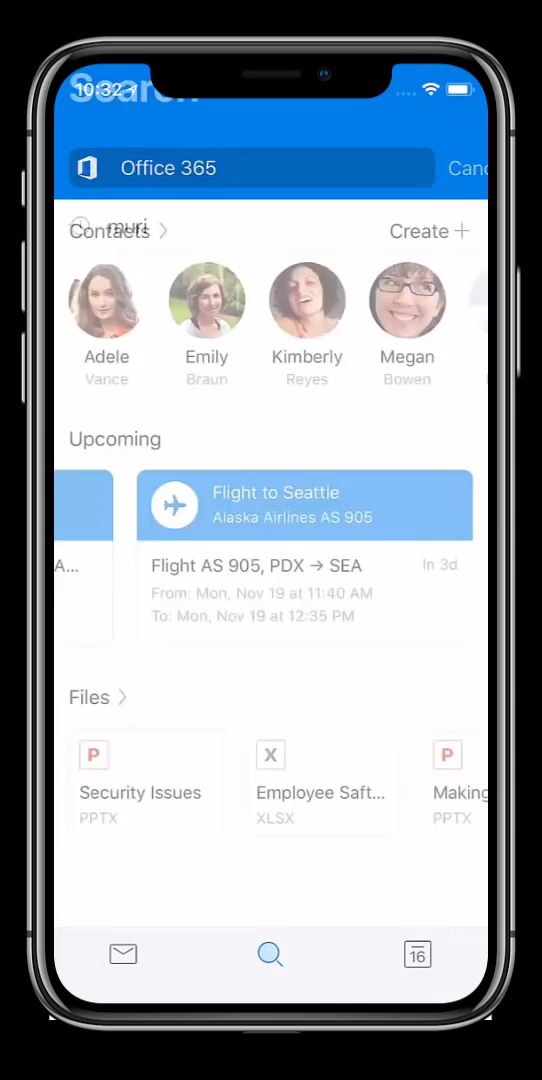 Search
10:32
Office 365
Canc
muri
Contacts
Create +
Adele
Emily
Kimberly
Megan
Vance
Braun
Reyes
Bowen
Upcoming
Flight to Seattle
Alaska Airlines AS 905
A...
Flight AS 905, PDX → SEA
In 3d
From: Mon, Nov 19 at 11:40 AM
To: Mon, Nov 19 at 12:35 PM
Files
P
X
P
Security Issues
Employee Saft...
Making
PPTX
XLSX
PPTX
16